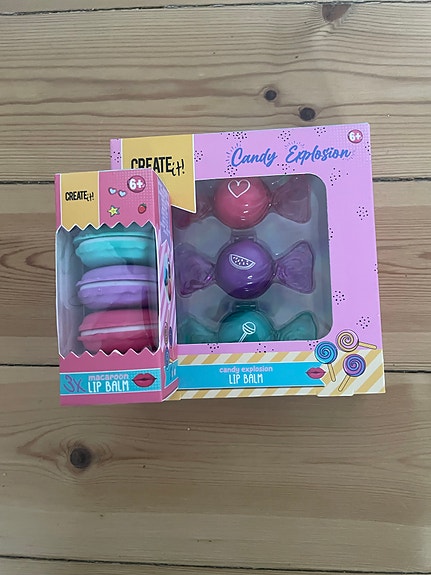 CREATE it!
Candy Explosion
6+
candy explosion
LIP BALM
CREATE it!
6+
3x
macaroon
LIP BALM